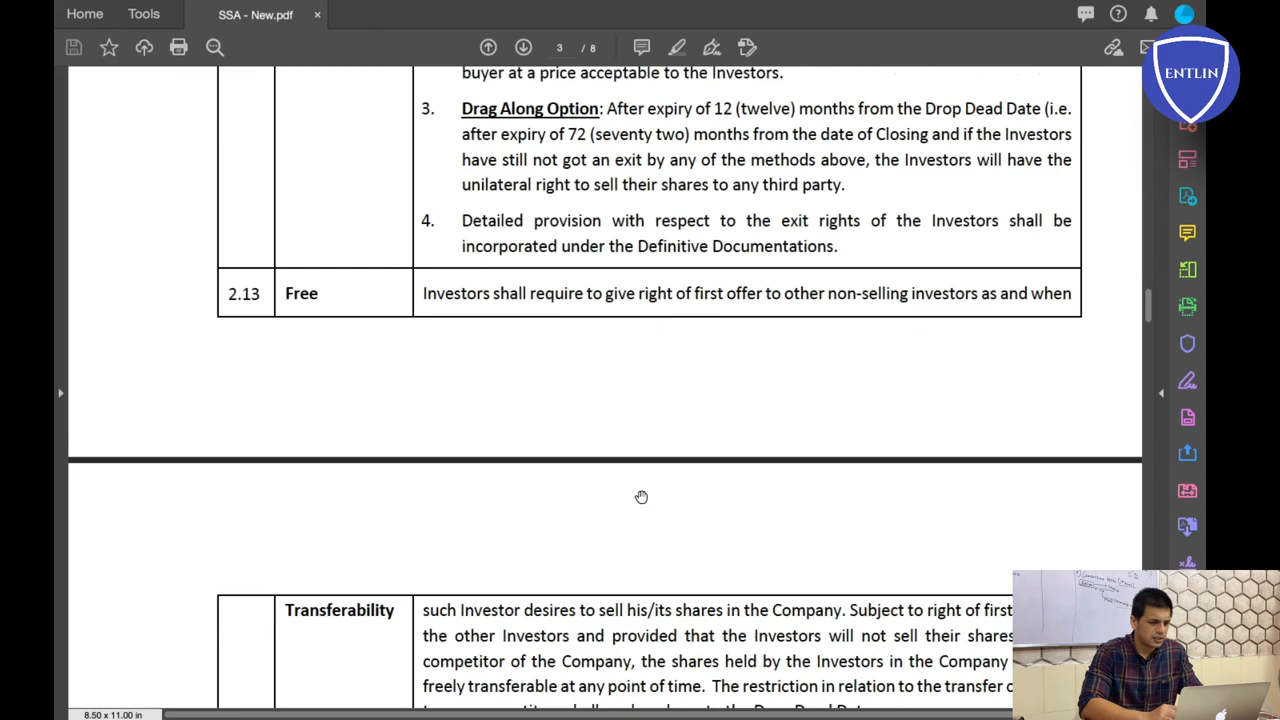 Home
Tools
SSA - New.pdf
3 / 8
ENTLIN
buyer at a price acceptable to the Investors.
3. Drag Along Option: After expiry of 12 (twelve) months from the Drop Dead Date (i.e.
after expiry of 72 (seventy two) months from the date of Closing and if the Investors
have still not got an exit by any of the methods above, the Investors will have the
unilateral right to sell their shares to any third party.
4. Detailed provision with respect to the exit rights of the Investors shall be
incorporated under the Definitive Documentations.
2.13 Free Investors shall require to give right of first offer to other non-selling investors as and when
Transferability such Investor desires to sell his/its shares in the Company. Subject to right of first
the other Investors and provided that the Investors will not sell their shares
competitor of the Company, the shares held by the Investors in the Company
freely transferable at any point of time. The restriction in relation to the transfer
8.50 x 11.00 in